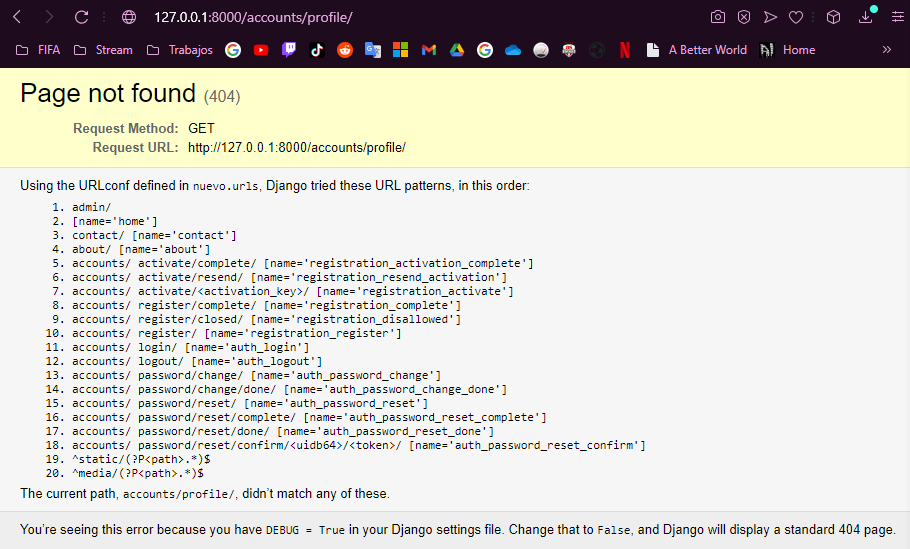 127.0.0.1:8000/accounts/profile/
FIFA Stream Trabajos A Better World Home »
Page not found (404)
Request Method: GET
Request URL: http://127.0.0.1:8000/accounts/profile/
Using the URLconf defined in nuevo.urls, Django tried these URL patterns, in this order:
1. admin/
2. [name='home']
3. contact/ [name='contact']
4. about/ [name='about']
5. accounts/ activate/complete/ [name='registration_activation_complete']
6. accounts/ activate/resend/ [name='registration_resend_activation']
7. accounts/ activate/<activation_key>/ [name='registration_activate']
8. accounts/ register/complete/ [name='registration_complete']
9. accounts/ register/closed/ [name='registration_disallowed']
10. accounts/ register/ [name='registration_register']
11. accounts/ login/ [name='auth_login']
12. accounts/ logout/ [name='auth_logout']
13. accounts/ password/change/ [name='auth_password_change']
14. accounts/ password/change/done/ [name='auth_password_change_done']
15. accounts/ password/reset/ [name='auth_password_reset']
16. accounts/ password/reset/complete/ [name='auth_password_reset_complete']
17. accounts/ password/reset/done/ [name='auth_password_reset_done']
18. accounts/ password/reset/confirm/<uidb64>/<token>/ [name='auth_password_reset_confirm']
19. ^static/(?P<path>.*)$
20. ^media/(?P<path>.*)$
The current path, accounts/profile/, didn't match any of these.
You're seeing this error because you have DEBUG = True in your Django settings file. Change that to False, and Django will display a standard 404 page.